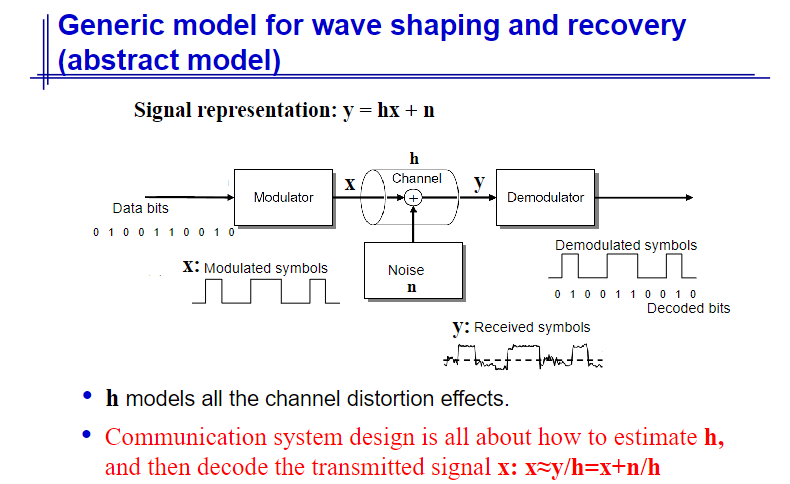 Generic model for wave shaping and recovery
(abstract model)
Signal representation: y = hx + n
h
Channel
x
y
+
Modulator
Demodulator
Data bits
0 1 0 0 1 1 0 0 1 0
x: Modulated symbols
Noise
n
Demodulated symbols
0 1 0 0 1 1 0 0 1 0
Decoded bits
y: Received symbols
• h models all the channel distortion effects.
• Communication system design is all about how to estimate h,
and then decode the transmitted signal x: x≈y/h=x+n/h